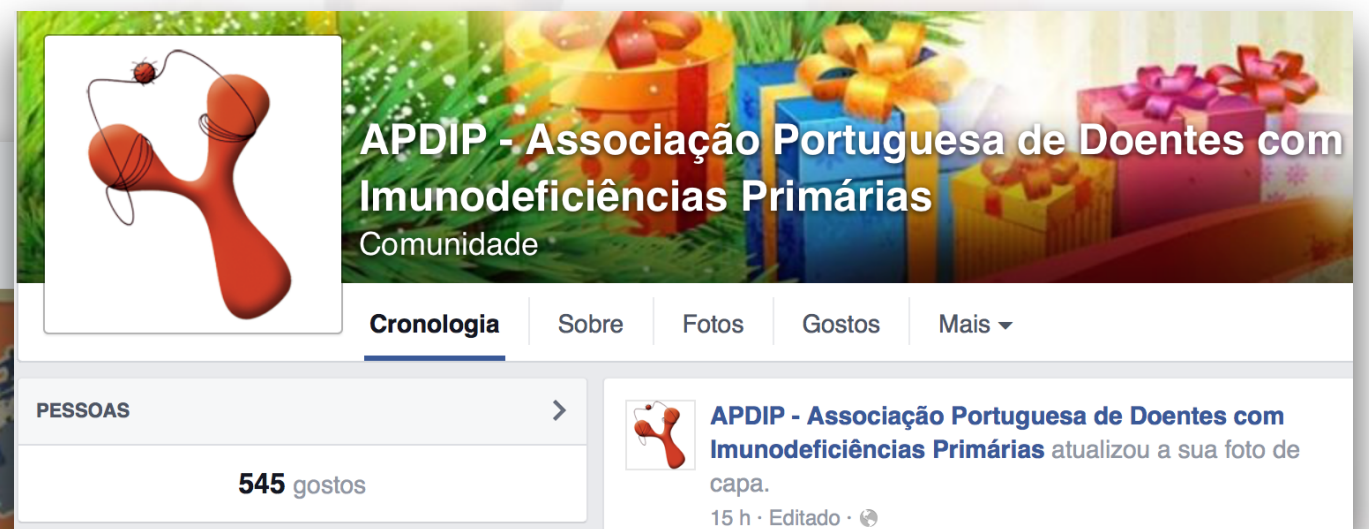 APDIP - Associação Portuguesa de Doentes com
Imunodeficiências Primárias
Comunidade
Cronologia Sobre Fotos Gostos Mais
PESSOAS
545 gostos
APDIP - Associação Portuguesa de Doentes com
Imunodeficiências Primárias atualizou a sua foto de
capa.
15 h · Editado ·